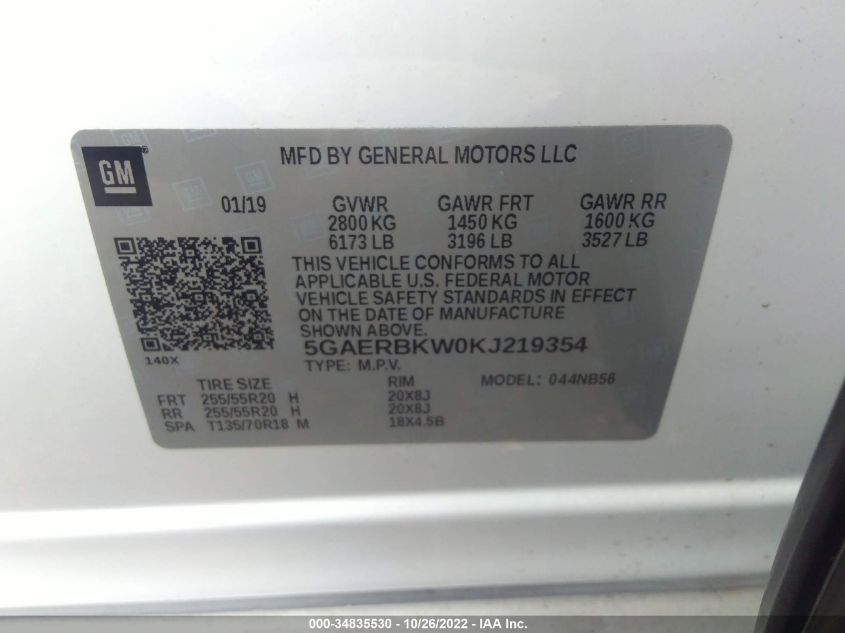 GM
MFD BY GENERAL MOTORS LLC
01/19 GVWR GAWR FRT GAWR RR
2800 KG 1450 KG 1600 KG
6173 LB 3196 LB 3527 LB
THIS VEHICLE CONFORMS TO ALL
APPLICABLE U.S. FEDERAL MOTOR
VEHICLE SAFETY STANDARDS IN EFFECT
ON THE DATE OF MANUFACTURE
SHOWN ABOVE.
140X
5GAERBKW0KJ219354
TYPE: M.P.V. MODEL: 044NB56
TIRE SIZE RIM
FRT 255/55R20 H 20X8J
RR 255/55R20 H 20X8J
SPA T135/70R18 M 18X4.5B
000-34835530 - 10/26/2022 - IAA Inc.